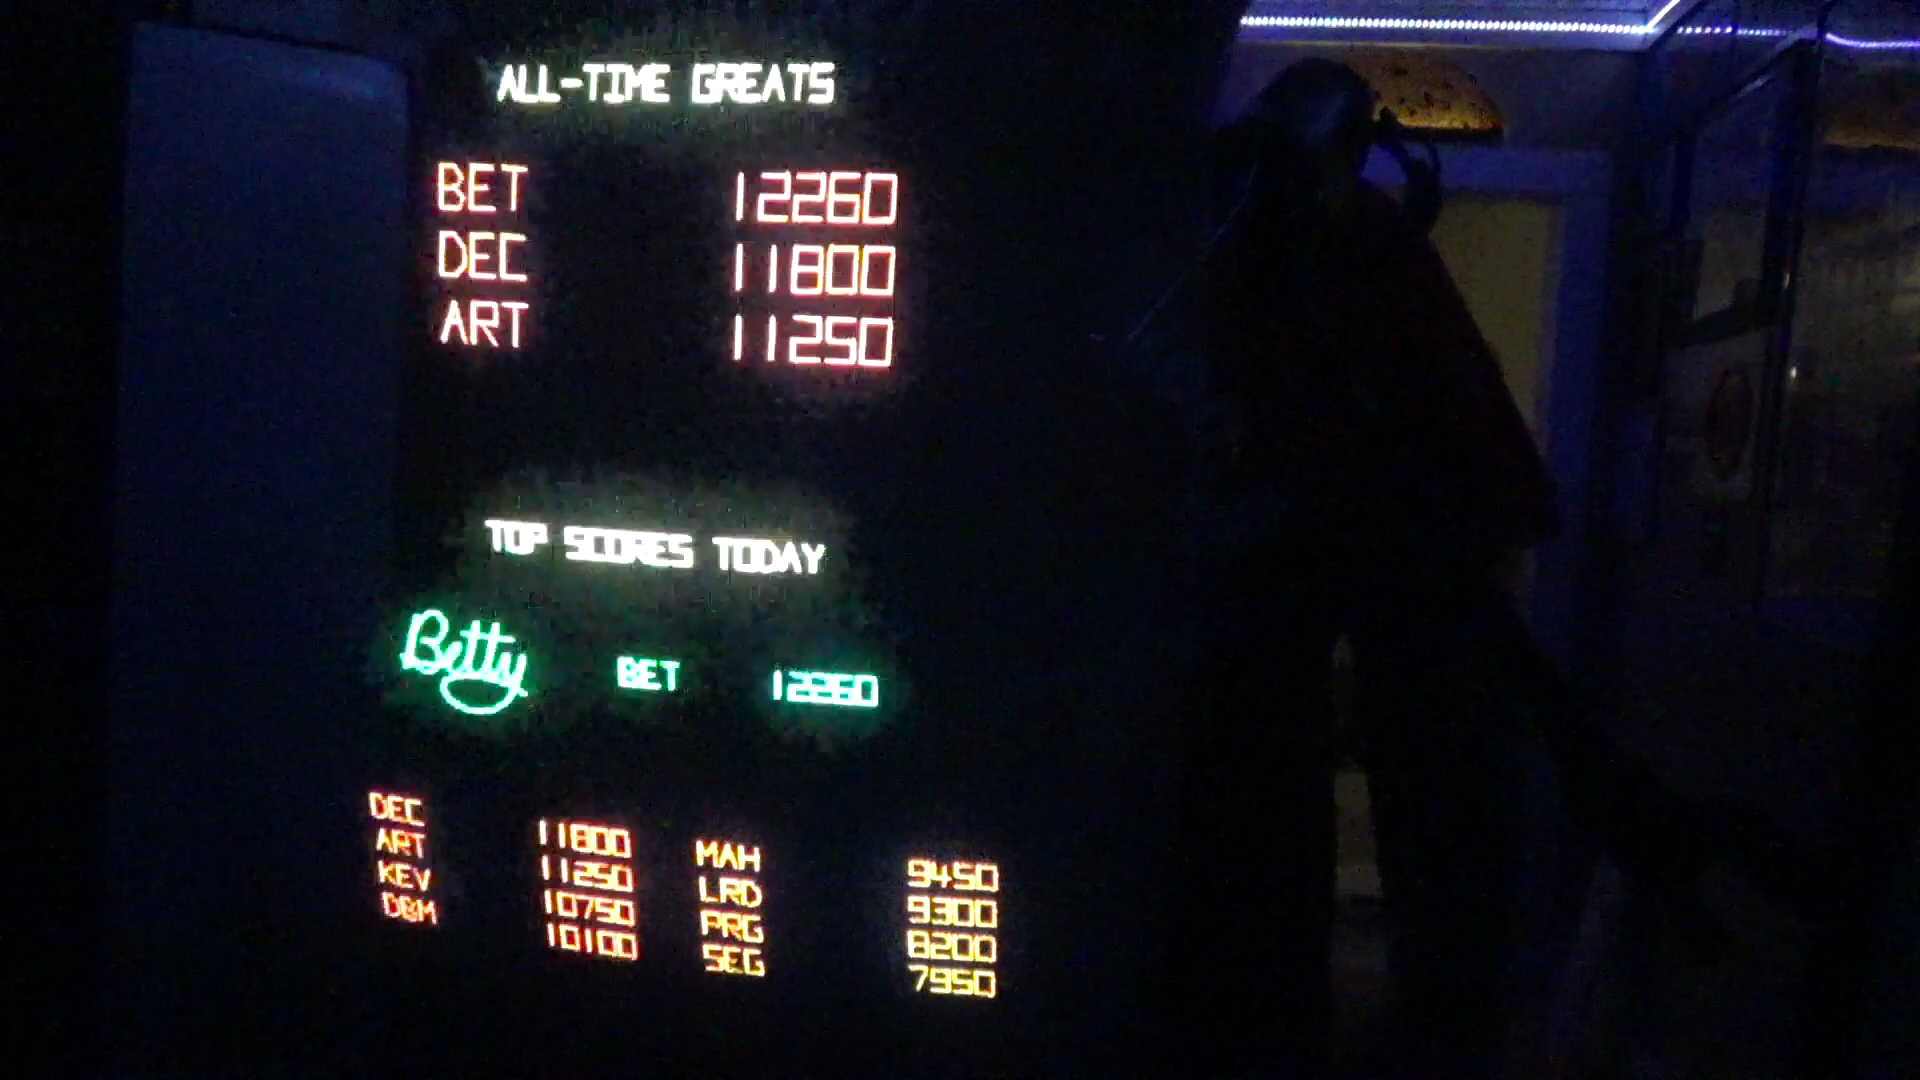 ALL-TIME GREATS
BET 12260
DEC 11800
ART 11250
TOP SCORES TODAY
Betty BET 12260
DEC 11800 MAH 9450
ART 11250 LRD 9300
KEV 10750 PRG 8200
D@M 10100 SEG 7950